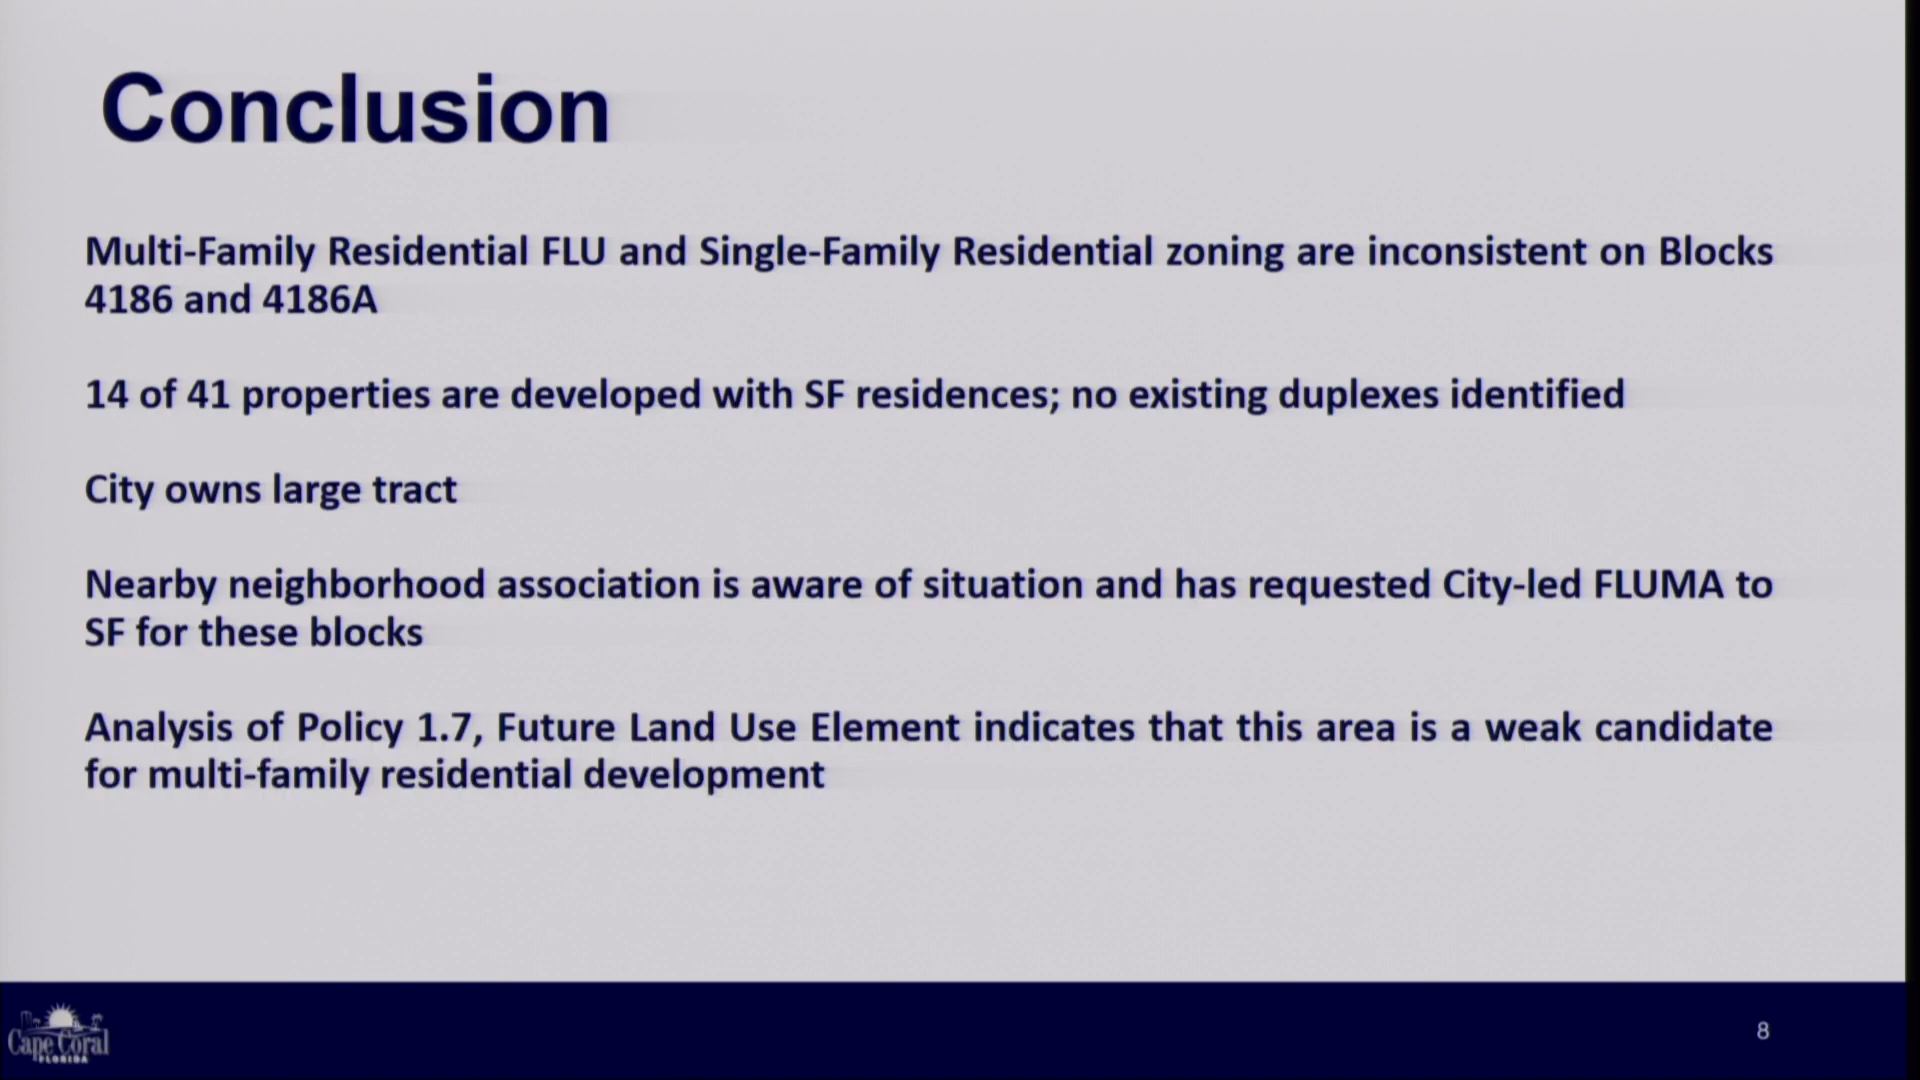 Conclusion
Multi-Family Residential FLU and Single-Family Residential zoning are inconsistent on Blocks
4186 and 4186A
14 of 41 properties are developed with SF residences; no existing duplexes identified
City owns large tract
Nearby neighborhood association is aware of situation and has requested City-led FLUMA to
SF for these blocks
Analysis of Policy 1.7, Future Land Use Element indicates that this area is a weak candidate
for multi-family residential development
Cape Coral
FLORIDA
8